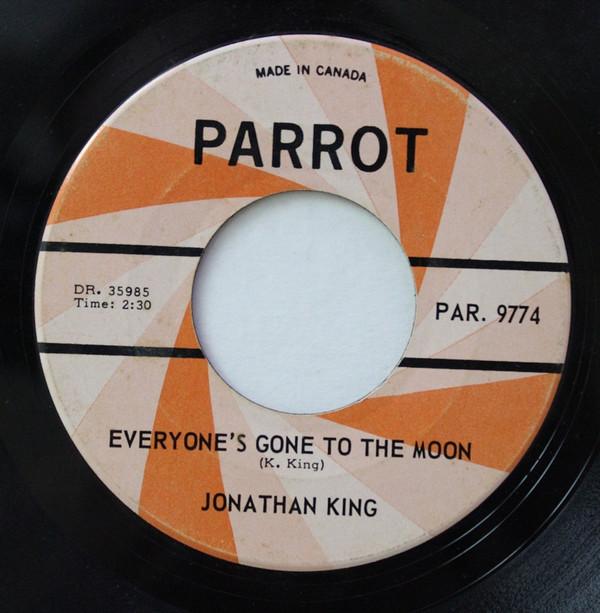 MADE IN CANADA
PARROT
DR. 35985
Time: 2:30
PAR. 9774
EVERYONE'S GONE TO THE MOON
(K. King)
JONATHAN KING